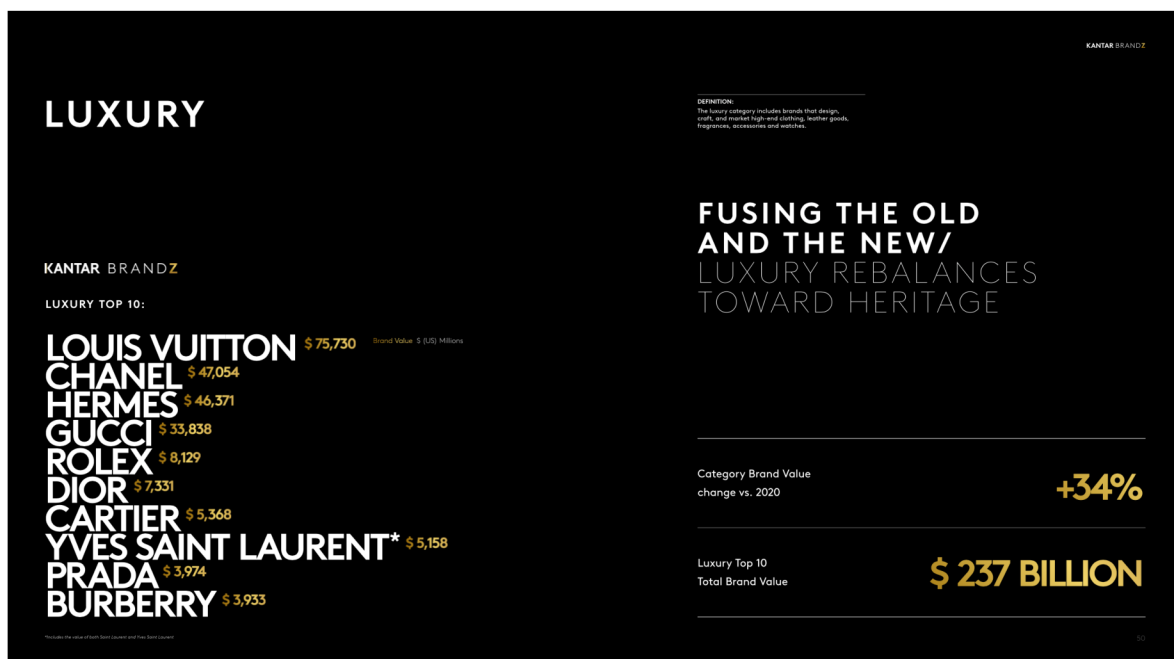 LUXURY
KANTAR BRANDZ
LUXURY TOP 10:
LOUIS VUITTON $ 75,730 Brand Value $ (US) Millions
CHANEL $ 47,054
HERMES $ 46,371
GUCCI $ 33,838
ROLEX $ 8,129
DIOR $ 7,331
CARTIER $ 5,368
YVES SAINT LAURENT* $ 5,158
PRADA $ 3,974
BURBERRY $ 3,933
*Includes the value of both Saint Laurent and Yves Saint Laurent
KANTAR BRANDZ
DEFINITION:
The luxury category includes brands that design,
craft, and market high-end clothing, leather goods,
fragrances, accessories and watches.
FUSING THE OLD
AND THE NEW/
LUXURY REBALANCES
TOWARD HERITAGE
Category Brand Value
change vs. 2020
+34%
Luxury Top 10
Total Brand Value
$ 237 BILLION
50